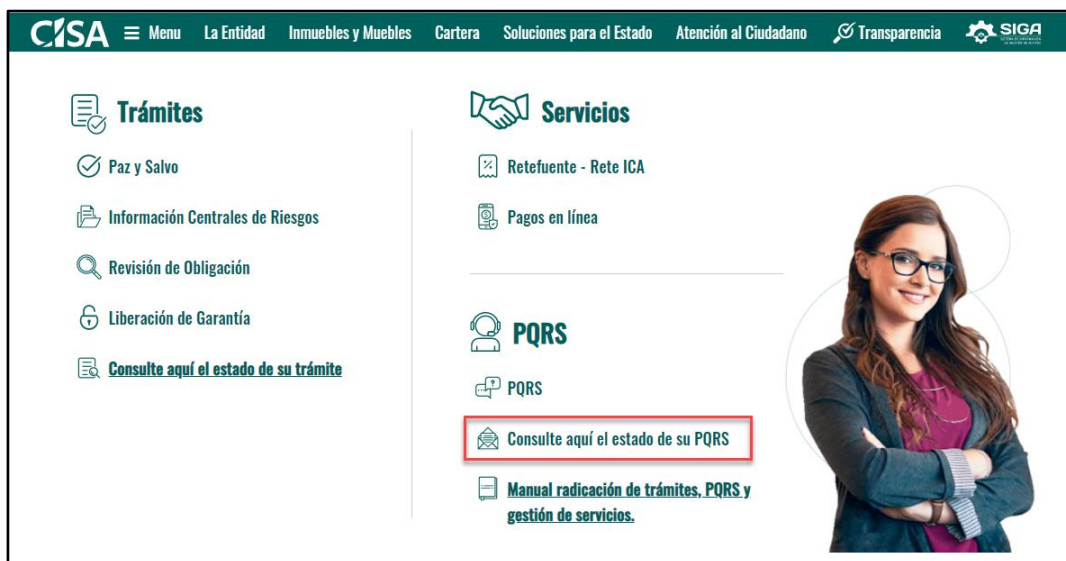 CISA
Menu
La Entidad
Inmuebles y Muebles
Cartera
Soluciones para el Estado
Atención al Ciudadano
Transparencia
SIGA
Trámites
Paz y Salvo
Información Centrales de Riesgos
Revisión de Obligación
Liberación de Garantía
Consulte aquí el estado de su trámite
Servicios
Retefuente - Rete ICA
Pagos en línea
PQRS
PQRS
Consulte aquí el estado de su PQRS
Manual radicación de trámites, PQRS y
gestión de servicios.